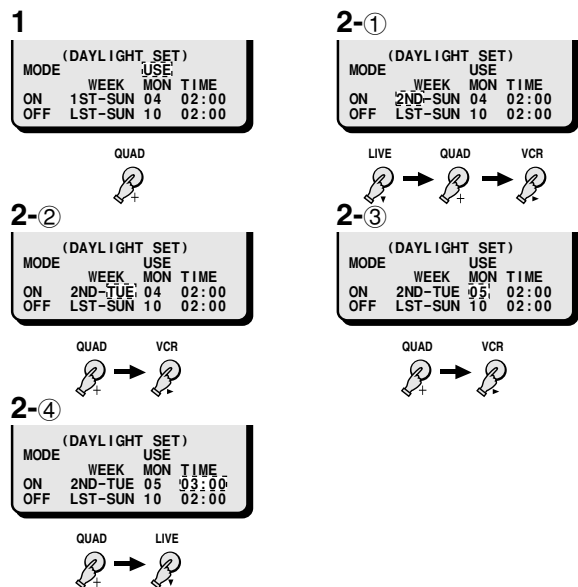 1
(DAYLIGHT SET)
MODE USE
WEEK MON TIME
ON 1ST-SUN 04 02:00
OFF LST-SUN 10 02:00
QUAD
+
2-①
(DAYLIGHT SET)
MODE USE
WEEK MON TIME
ON 2ND-SUN 04 02:00
OFF LST-SUN 10 02:00
LIVE QUAD VCR
+
2-②
(DAYLIGHT SET)
MODE USE
WEEK MON TIME
ON 2ND-TUE 04 02:00
OFF LST-SUN 10 02:00
QUAD VCR
+
2-③
(DAYLIGHT SET)
MODE USE
WEEK MON TIME
ON 2ND-TUE 05 02:00
OFF LST-SUN 10 02:00
QUAD VCR
+
2-④
(DAYLIGHT SET)
MODE USE
WEEK MON TIME
ON 2ND-TUE 05 03:00
OFF LST-SUN 10 02:00
QUAD LIVE
+